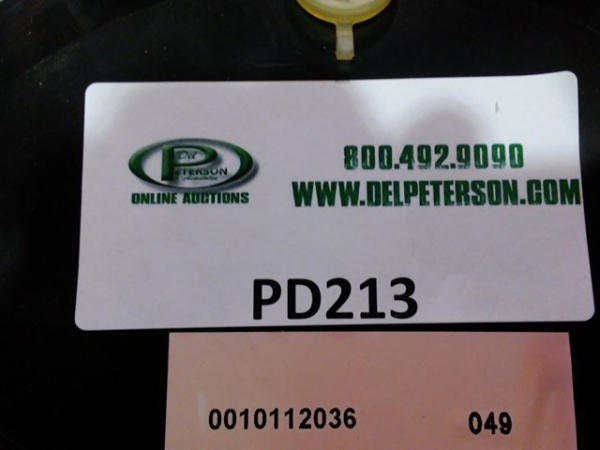 Del
PETERSON
ONLINE AUCTIONS
800.492.9090
WWW.DELPETERSON.COM
PD213
0010112036 049